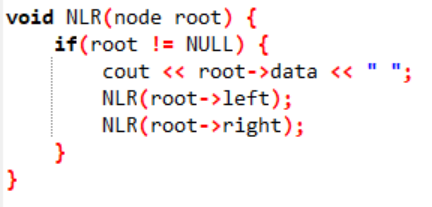 void NLR(node root) {
    if(root != NULL) {
        cout << root->data << " ";
        NLR(root->left);
        NLR(root->right);
    }
}